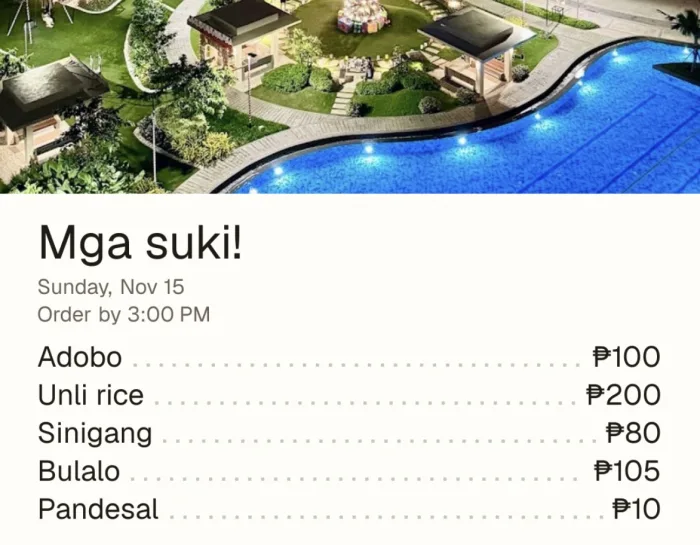 Mga suki!
Sunday, Nov 15
Order by 3:00 PM
Adobo ₱100
Unli rice ₱200
Sinigang ₱80
Bulalo ₱105
Pandesal ₱10